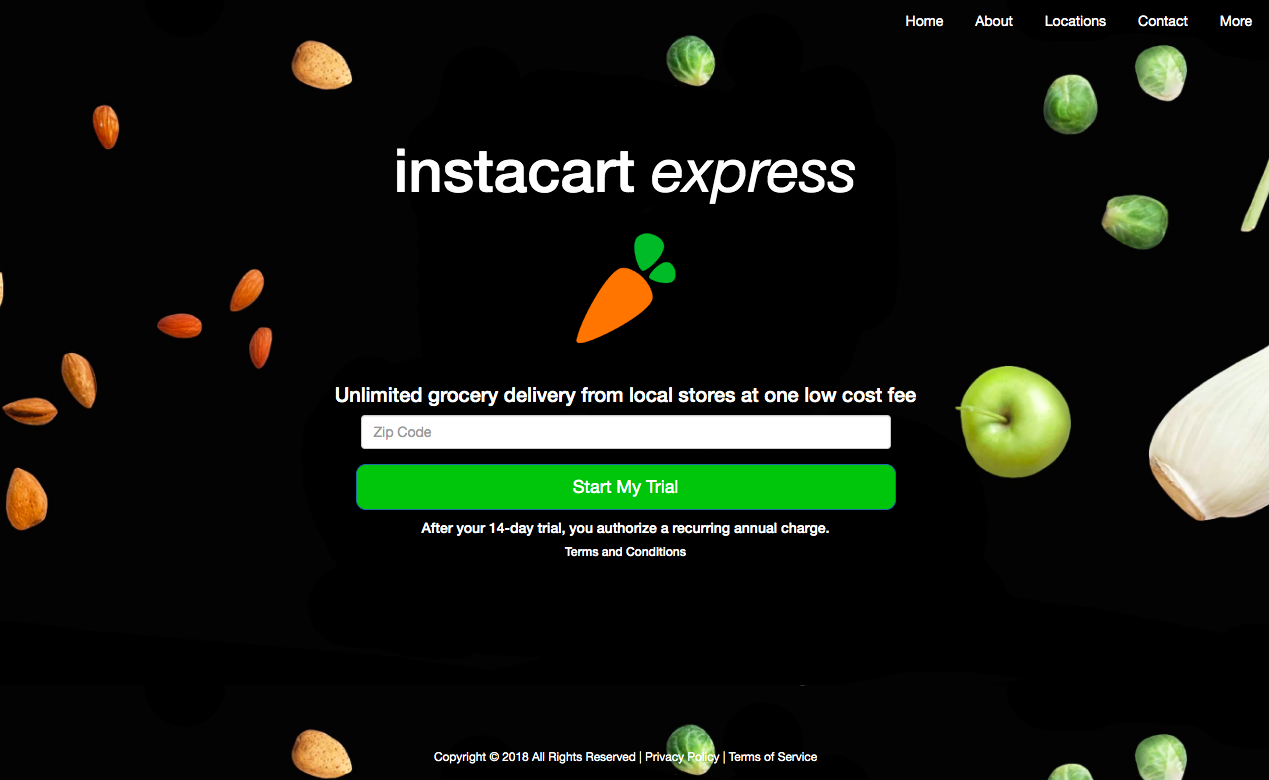 Home About Locations Contact More
instacart express
Unlimited grocery delivery from local stores at one low cost fee
Zip Code
Start My Trial
After your 14-day trial, you authorize a recurring annual charge.
Terms and Conditions
Copyright © 2018 All Rights Reserved | Privacy Policy | Terms of Service